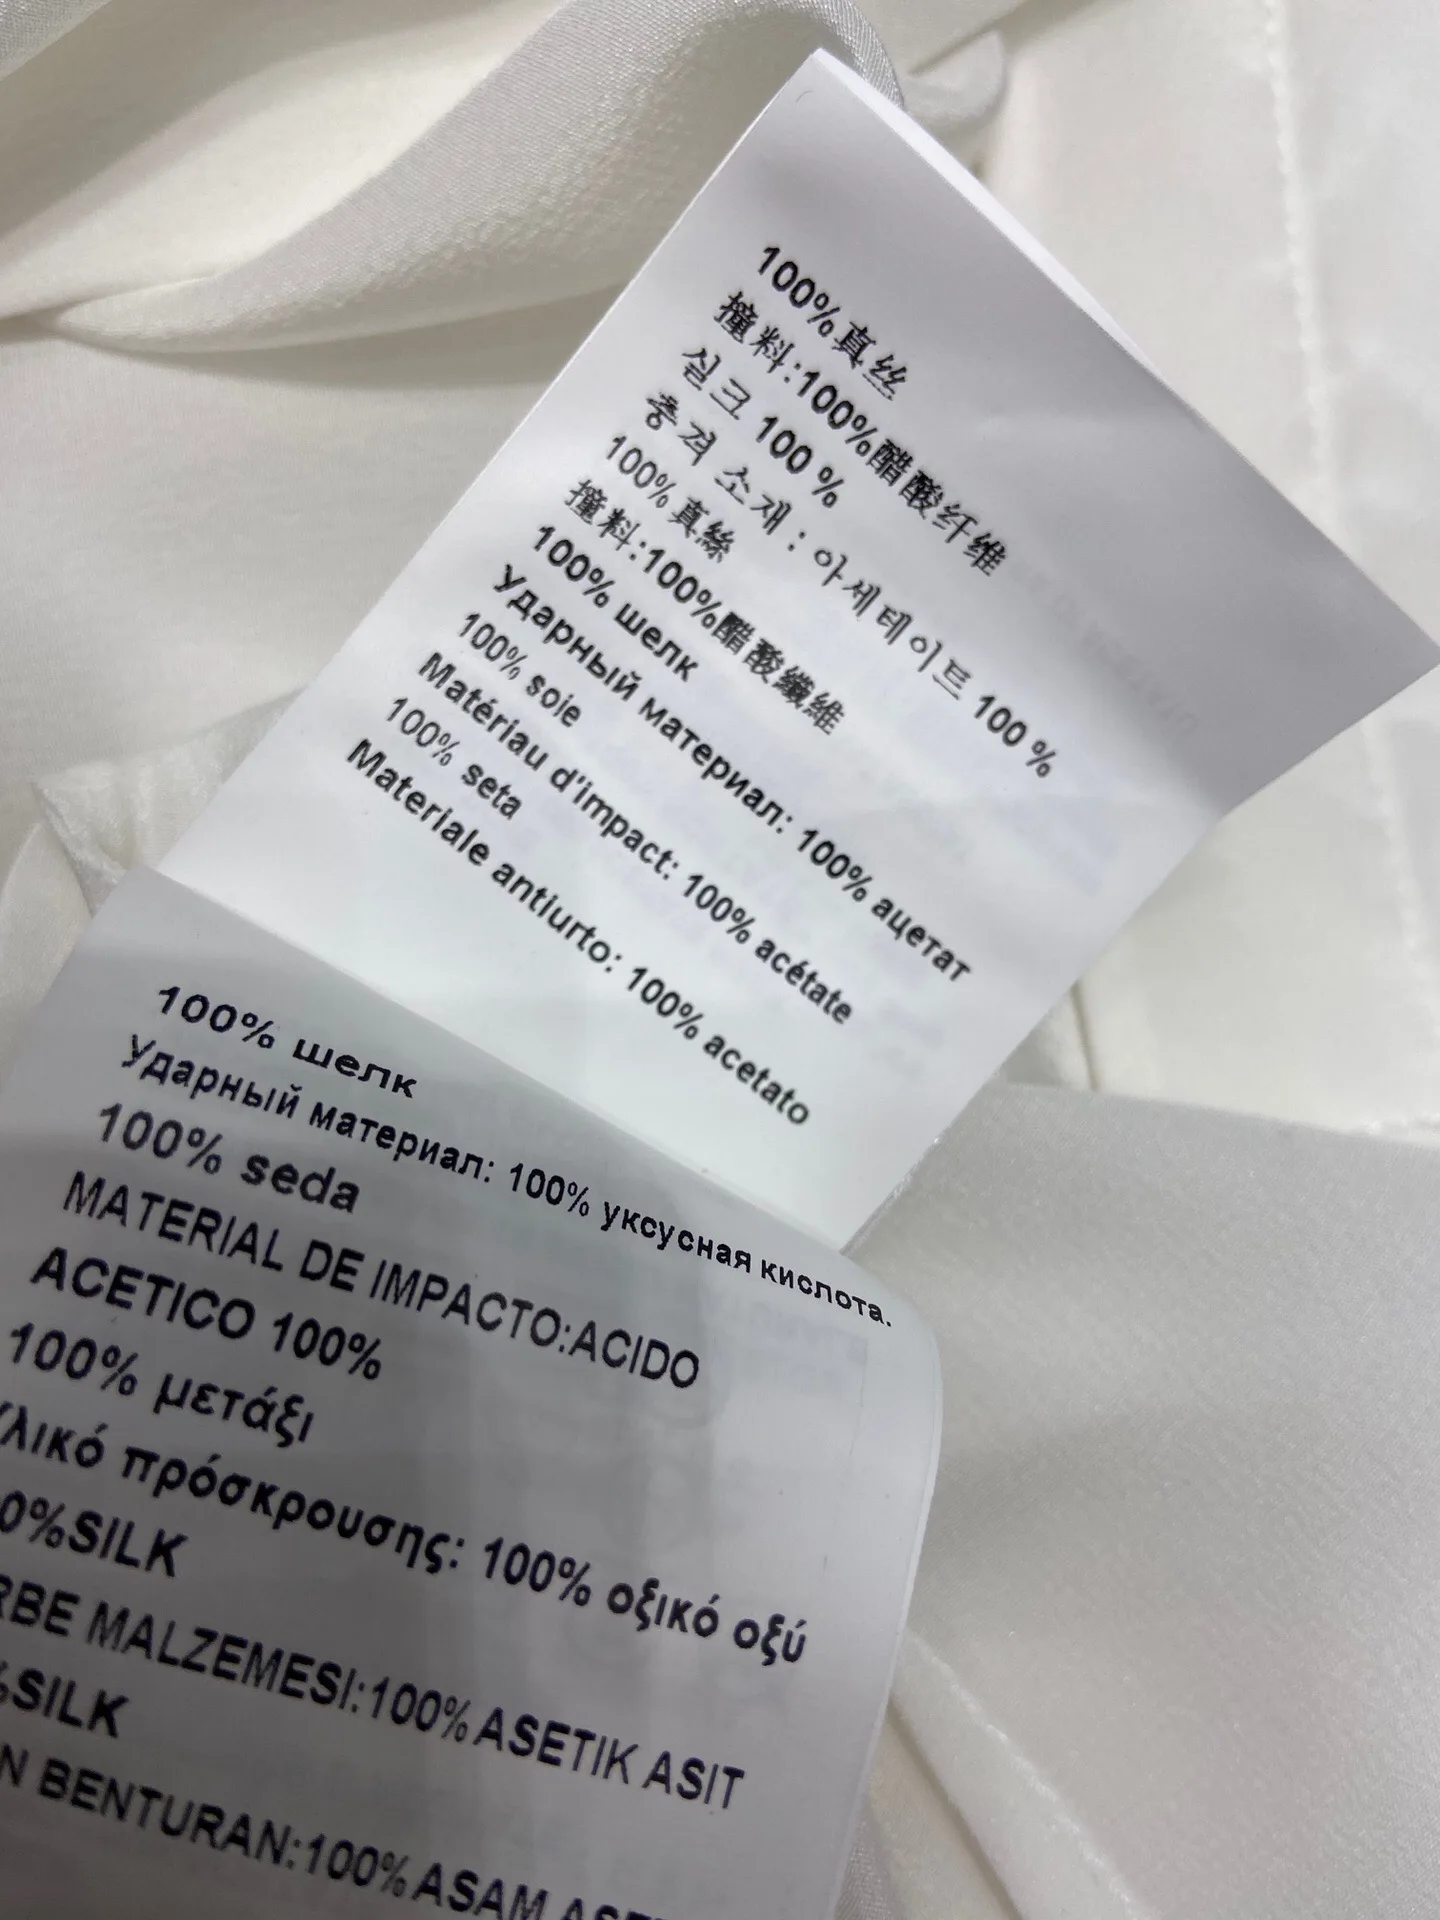 100%真丝
撞料:100%醋酸纤维
실크 100 %
충격 소재 : 아세테이트 100 %
100%真絲
撞料:100%醋酸纖維
100% шелк
Ударный материал: 100% ацетат
100% soie
Matériau d'impact: 100% acétate
100% seta
Materiale antiurto: 100% acetato
100% шелк
Ударный материал: 100% уксусная кислота.
100% seda
MATERIAL DE IMPACTO:ACIDO
ACETICO 100%
100% μετάξι
πρόσκρουσης: 100% οξικό οξύ
%SILK
MALZEMESI:100%ASETIK ASIT
%SILK
BENTURAN:100%ASAM